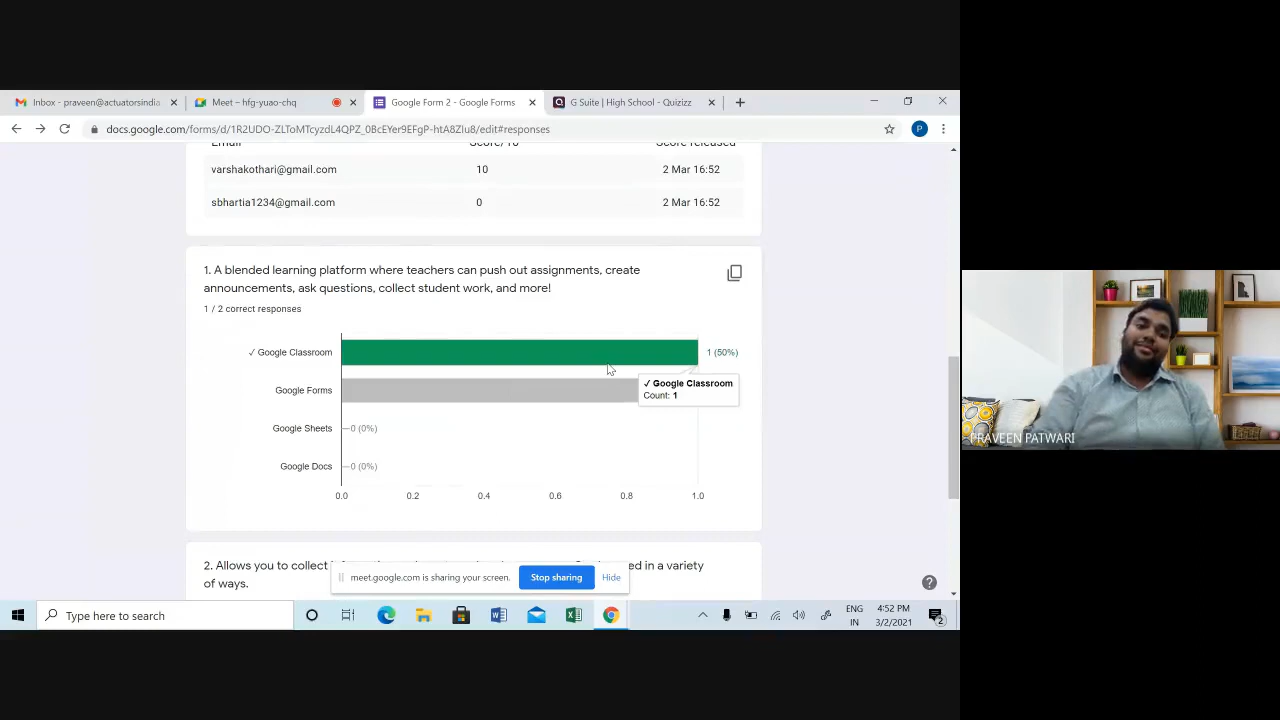 Inbox - praveen@actuatorsindia
Meet – hfg-yuao-chq
Google Form 2 - Google Forms
G Suite | High School - Quizizz
docs.google.com/forms/d/1R2UDO-ZLToMTcyzdL4QPZ_0BcEYer9EFgP-htA8ZIu8/edit#responses
P
Email Score/10 Score released
varshakothari@gmail.com 10 2 Mar 16:52
sbhartia1234@gmail.com 0 2 Mar 16:52
1. A blended learning platform where teachers can push out assignments, create
announcements, ask questions, collect student work, and more!
1 / 2 correct responses
✓ Google Classroom 1 (50%)
Google Forms
✓ Google Classroom
Count: 1
Google Sheets 0 (0%)
Google Docs 0 (0%)
0.0 0.2 0.4 0.6 0.8 1.0
2. Allows you to collect in a variety
of ways.
meet.google.com is sharing your screen. Stop sharing Hide
Type here to search
ENG
IN
4:52 PM
3/2/2021
2
PRAVEEN PATWARI